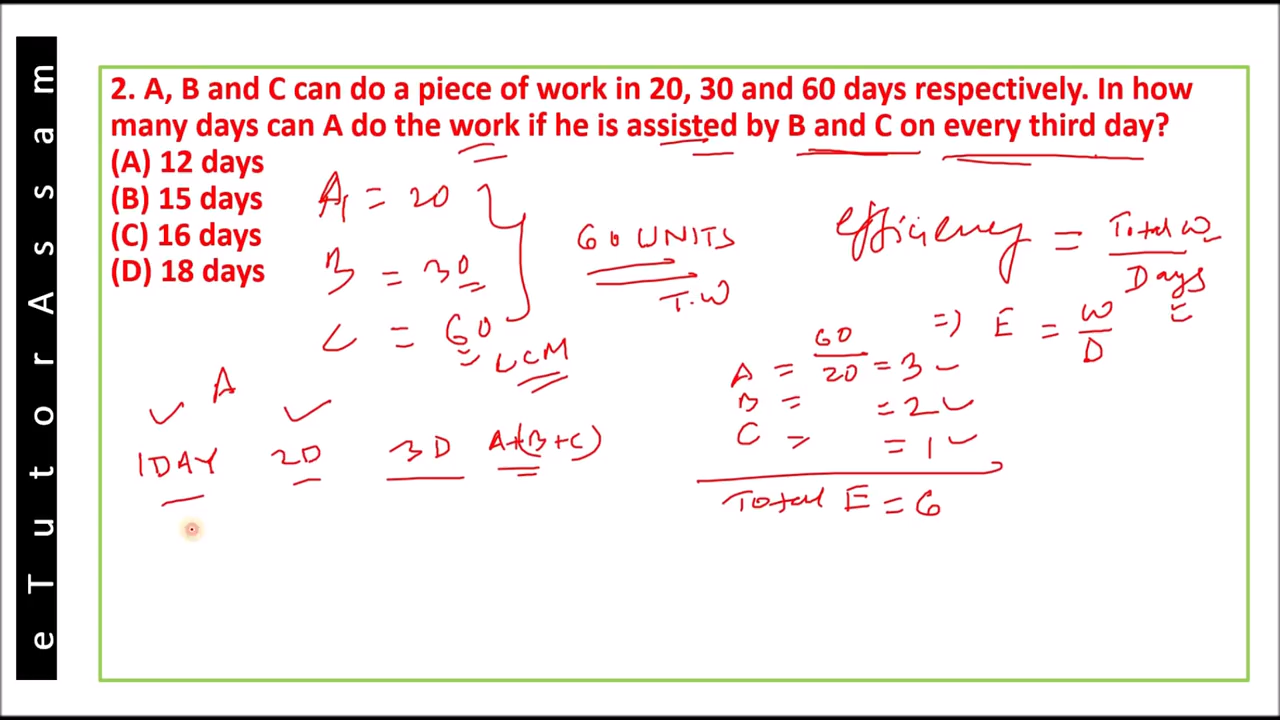 eTutorAssam
2. A, B and C can do a piece of work in 20, 30 and 60 days respectively. In how
many days can A do the work if he is assisted by B and C on every third day?
(A) 12 days
(B) 15 days
(C) 16 days
(D) 18 days
A = 20
B = 30
C = 60
LCM
60 UNITS
T.W
efficiency = Total W / Days
=> E = W / D
A = 60 / 20 = 3
B = = 2
C = = 1
Total E = 6
A
1DAY 2D 3D A+(B+C)